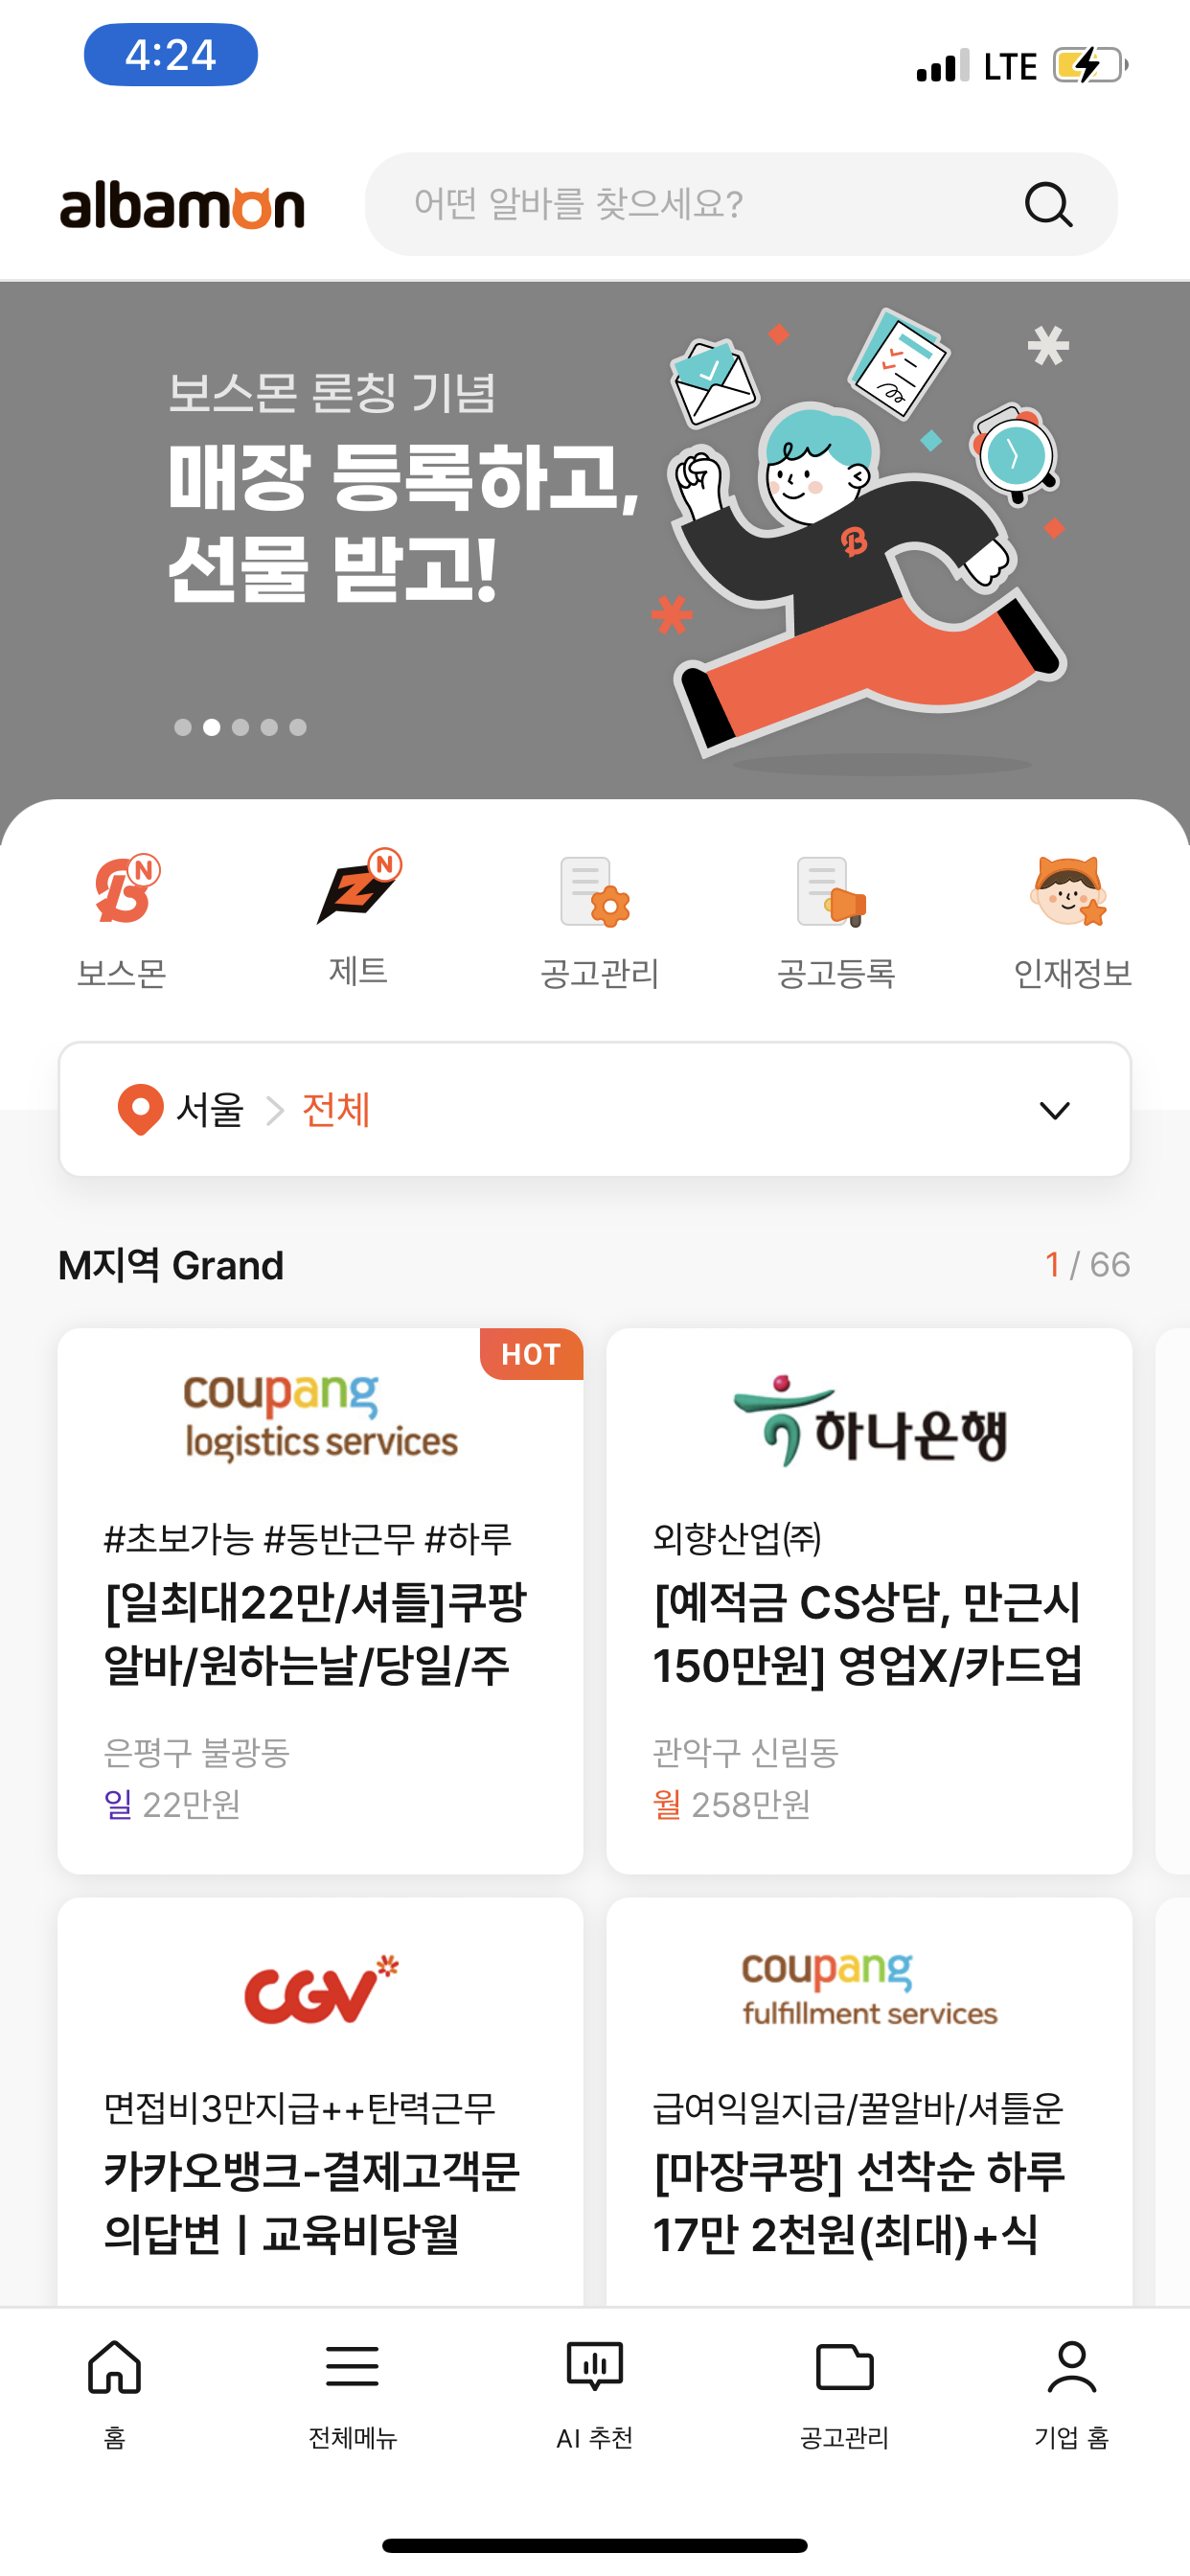 4:24
LTE
albamon
어떤 알바를 찾으세요?
보스몬 론칭 기념
매장 등록하고,
선물 받고!
B
N
N
보스몬
제트
공고관리
공고등록
인재정보
서울 > 전체
M지역 Grand
1 / 66
HOT
coupang
logistics services
#초보가능 #동반근무 #하루
[일최대22만/셔틀]쿠팡
알바/원하는날/당일/주
은평구 불광동
일 22만원
하나은행
외향산업㈜
[예적금 CS상담, 만근시
150만원] 영업X/카드업
관악구 신림동
월 258만원
CGV
면접비3만지급++탄력근무
카카오뱅크-결제고객문
의답변ㅣ교육비당월
coupang
fulfillment services
급여익일지급/꿀알바/셔틀운
[마장쿠팡] 선착순 하루
17만 2천원(최대)+식
홈
전체메뉴
AI 추천
공고관리
기업 홈